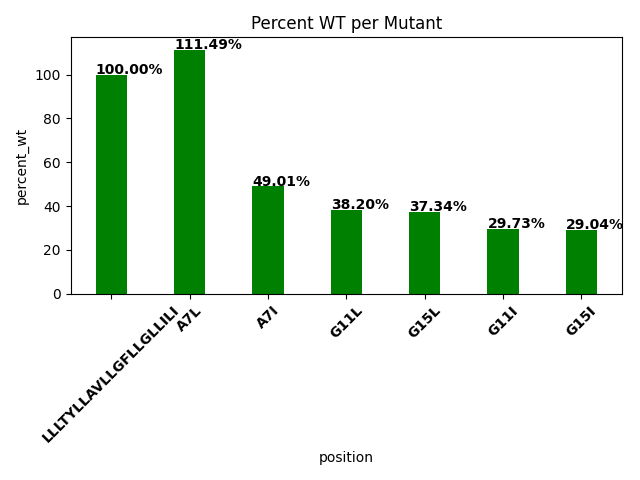 Percent WT per Mutant
percent_wt
100
80
60
40
20
0
100.00%
111.49%
49.01%
38.20%
37.34%
29.73%
29.04%
LLLTYLLAVLLGFLLGLLILI
A7L
A7I
G11L
G15L
G11I
G15I
position